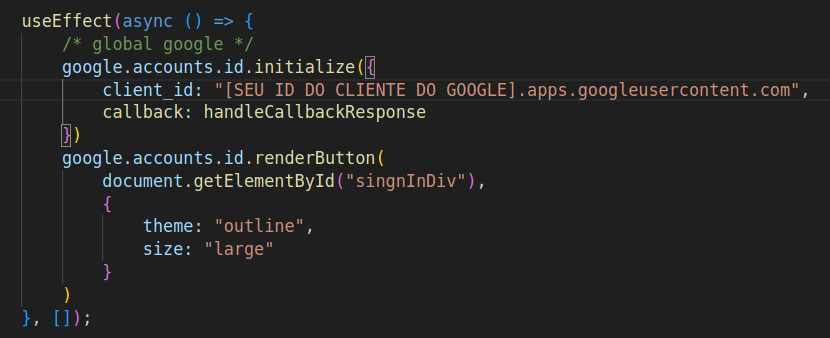 useEffect(async () => {
    /* global google */
    google.accounts.id.initialize({
        client_id: "[SEU ID DO CLIENTE DO GOOGLE].apps.googleusercontent.com",
        callback: handleCallbackResponse
    })
    google.accounts.id.renderButton(
        document.getElementById("singnInDiv"),
        {
            theme: "outline",
            size: "large"
        }
    )
}, []);